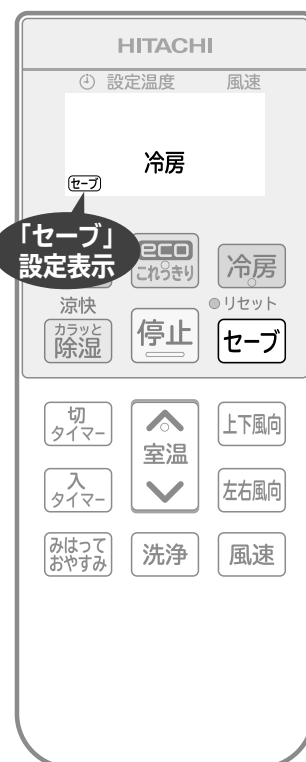 HITACHI
設定温度 風速
冷房
セーブ
「セーブ」
設定表示
eco
これっきり
冷房
涼快
カラッと
除湿
停止
リセット
セーブ
切
タイマー
室温
上下風向
入
タイマー
左右風向
みはって
おやすみ
洗浄
風速